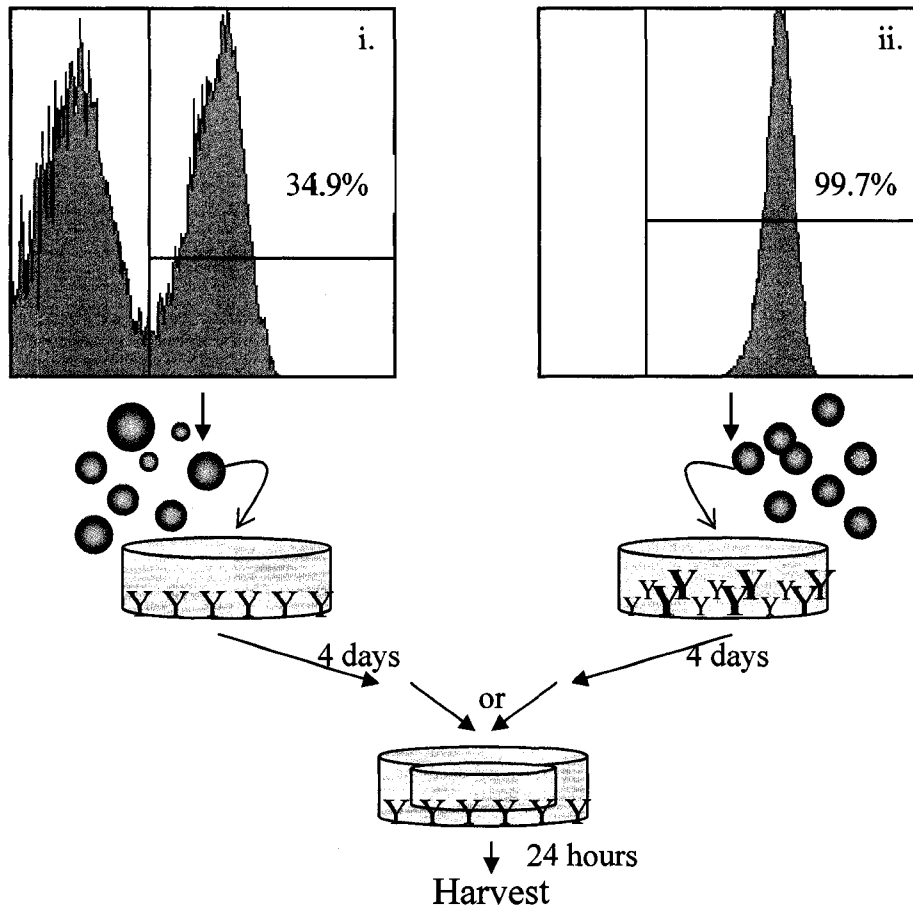 i.
ii.
34.9%
99.7%
Y Y Y Y Y Y
Y Y Y Y Y Y Y Y Y Y Y
4 days
4 days
or
Y Y Y Y Y Y
24 hours
Harvest